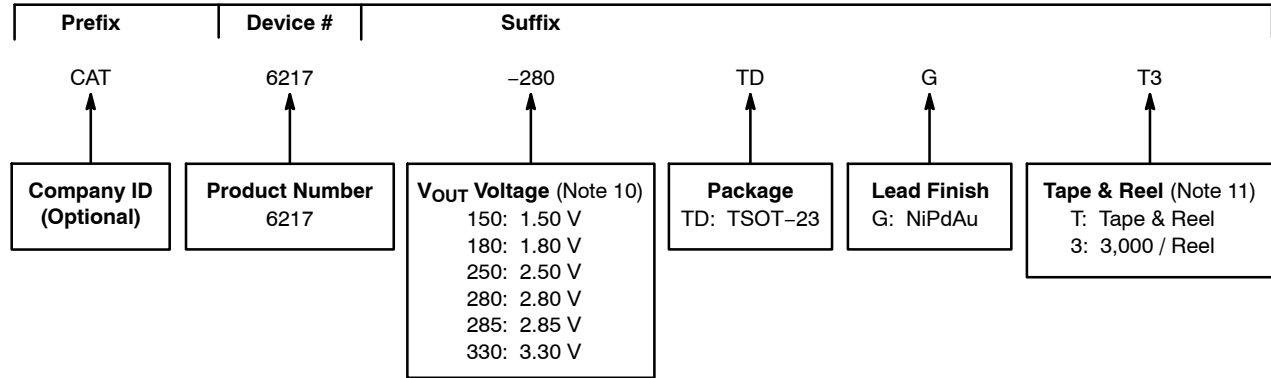 Prefix Device # Suffix
CAT 6217 −280 TD G T3
Company ID
(Optional)
Product Number
6217
VOUT Voltage (Note 10)
150: 1.50 V
180: 1.80 V
250: 2.50 V
280: 2.80 V
285: 2.85 V
330: 3.30 V
Package
TD: TSOT−23
Lead Finish
G: NiPdAu
Tape & Reel (Note 11)
T: Tape & Reel
3: 3,000 / Reel